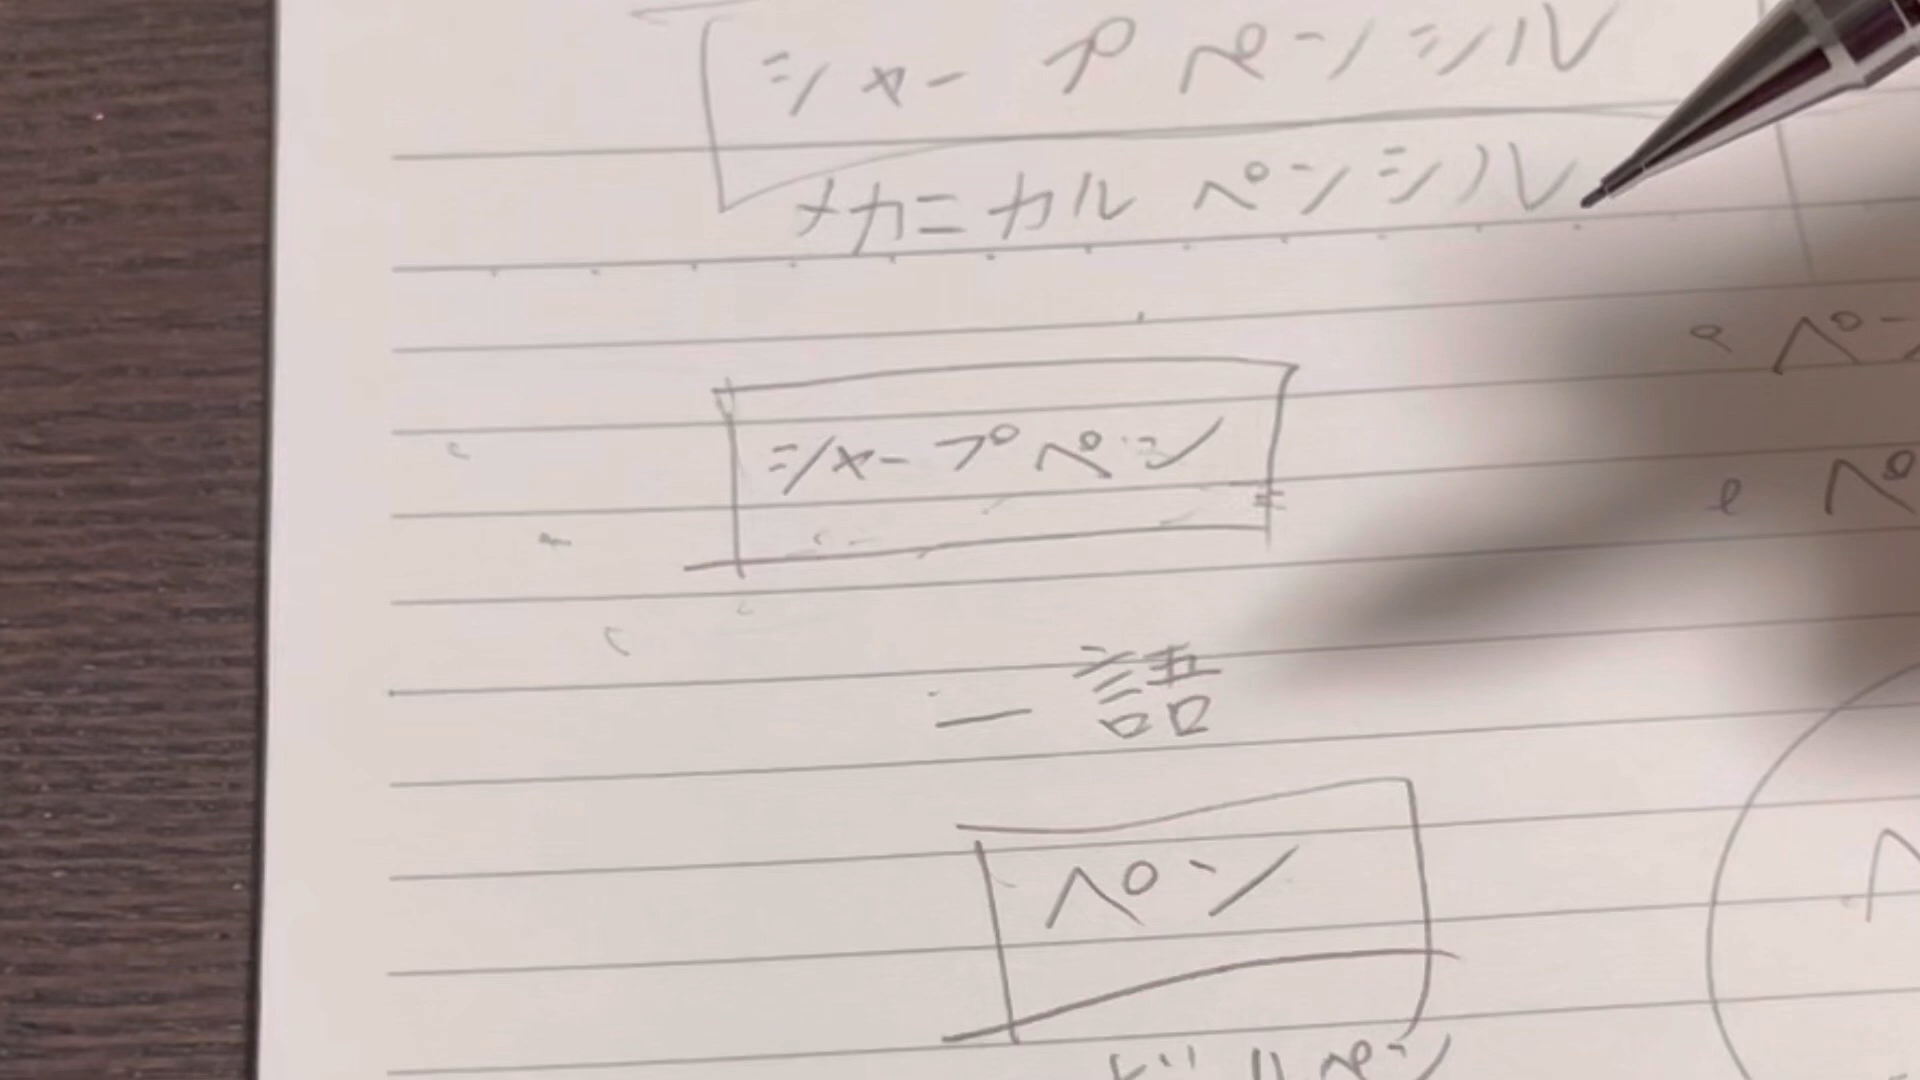 シャープペンシル
メカニカルペンシル
シャープペン
一語
ペン